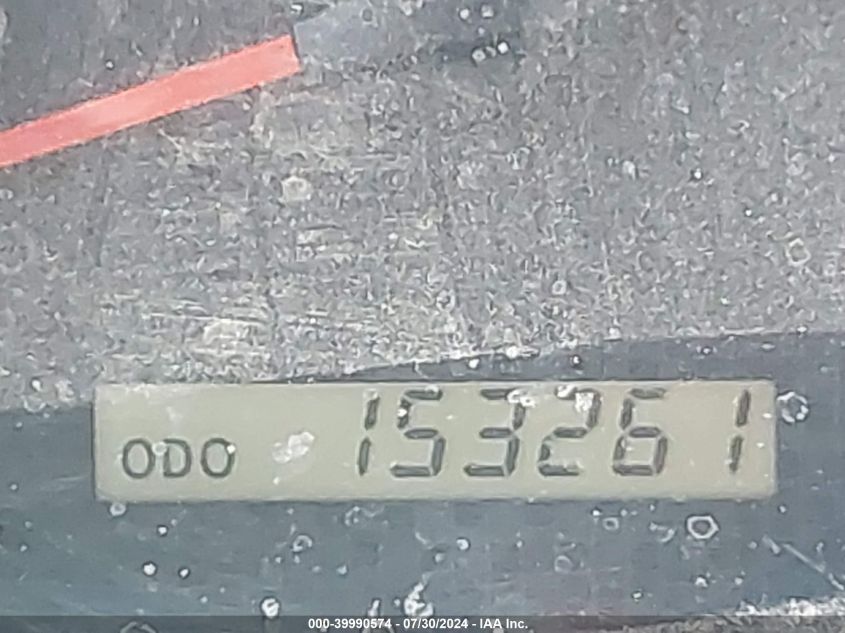 ODO 153261
000-39990574 / 07/30/2024 - IAA Inc.